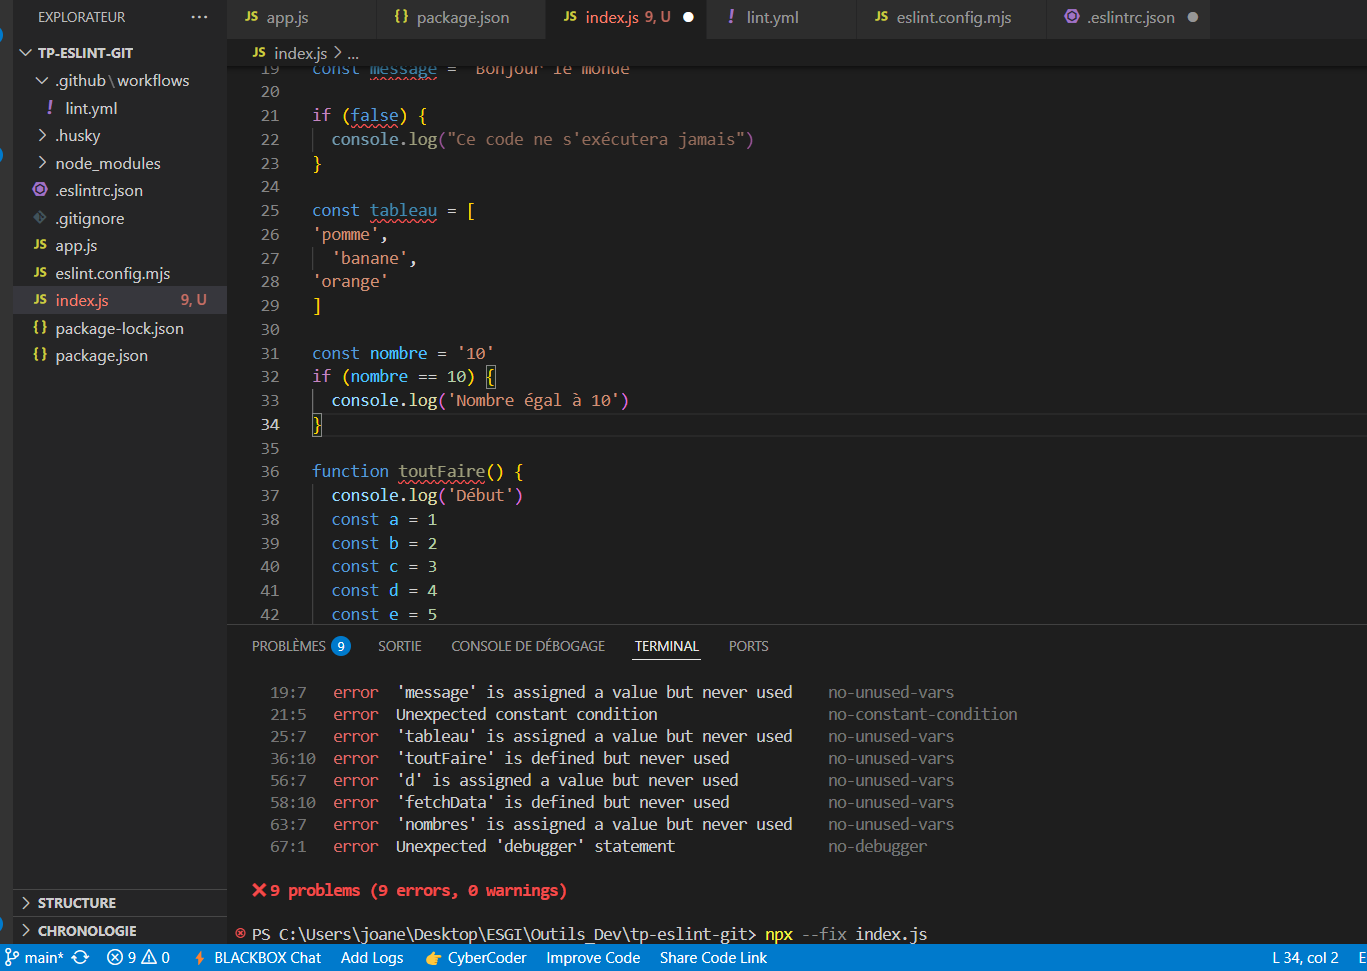 EXPLORATEUR ···
JS app.js
{} package.json
JS index.js 9, U
! lint.yml
JS eslint.config.mjs
.eslintrc.json
TP-ESLINT-GIT
.github\workflows
! lint.yml
.husky
node_modules
.eslintrc.json
.gitignore
JS app.js
JS eslint.config.mjs
JS index.js 9, U
{} package-lock.json
{} package.json
STRUCTURE
CHRONOLOGIE
JS index.js > ...
19 const message = "Bonjour le monde"
20
21 if (false) {
22 console.log("Ce code ne s'exécutera jamais")
23 }
24
25 const tableau = [
26 'pomme',
27 'banane',
28 'orange'
29 ]
30
31 const nombre = '10'
32 if (nombre == 10) {
33 console.log('Nombre égal à 10')
34 }
35
36 function toutFaire() {
37 console.log('Début')
38 const a = 1
39 const b = 2
40 const c = 3
41 const d = 4
42 const e = 5
PROBLÈMES 9 SORTIE CONSOLE DE DÉBOGAGE TERMINAL PORTS
19:7 error 'message' is assigned a value but never used no-unused-vars
21:5 error Unexpected constant condition no-constant-condition
25:7 error 'tableau' is assigned a value but never used no-unused-vars
36:10 error 'toutFaire' is defined but never used no-unused-vars
56:7 error 'd' is assigned a value but never used no-unused-vars
58:10 error 'fetchData' is defined but never used no-unused-vars
63:7 error 'nombres' is assigned a value but never used no-unused-vars
67:1 error Unexpected 'debugger' statement no-debugger
9 problems (9 errors, 0 warnings)
PS C:\Users\joane\Desktop\ESGI\Outils_Dev\tp-eslint-git> npx --fix index.js
main* 9 0 BLACKBOX Chat Add Logs CyberCoder Improve Code Share Code Link L 34, col 2 E